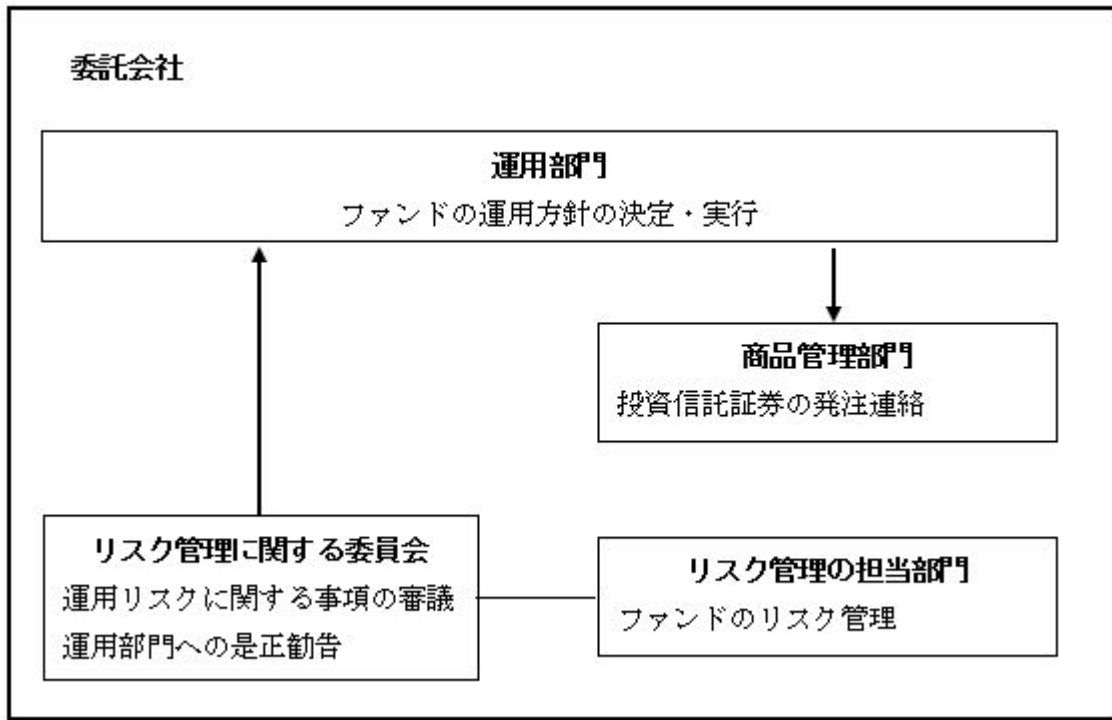 委託会社
運用部門
ファンドの運用方針の決定・実行
商品管理部門
投資信託証券の発注連絡
リスク管理に関する委員会
運用リスクに関する事項の審議
運用部門への是正勧告
リスク管理の担当部門
ファンドのリスク管理